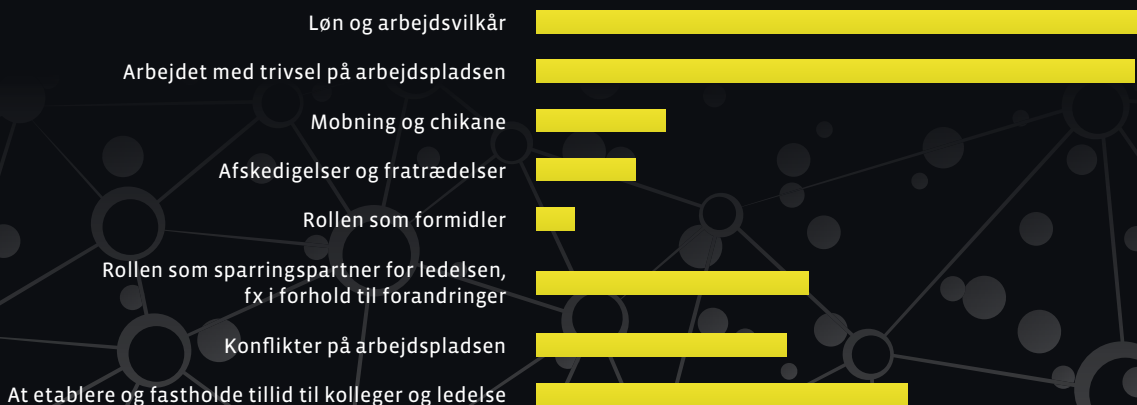 Løn og arbejdsvilkår
Arbejdet med trivsel på arbejdspladsen
Mobning og chikane
Afskedigelser og fratrædelser
Rollen som formidler
Rollen som sparringspartner for ledelsen,
fx i forhold til forandringer
Konflikter på arbejdspladsen
At etablere og fastholde tillid til kolleger og ledelse